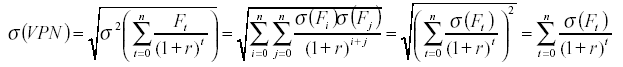 σ(VPN) = √(σ²(∑_{t=0}^{n} F_t/(1+r)^t)) = √(∑_{i=0}^{n} ∑_{j=0}^{n} σ(F_i)σ(F_j)/(1+r)^{i+j}) = √((∑_{t=0}^{n} σ(F_t)/(1+r)^t)²) = ∑_{t=0}^{n} σ(F_t)/(1+r)^t